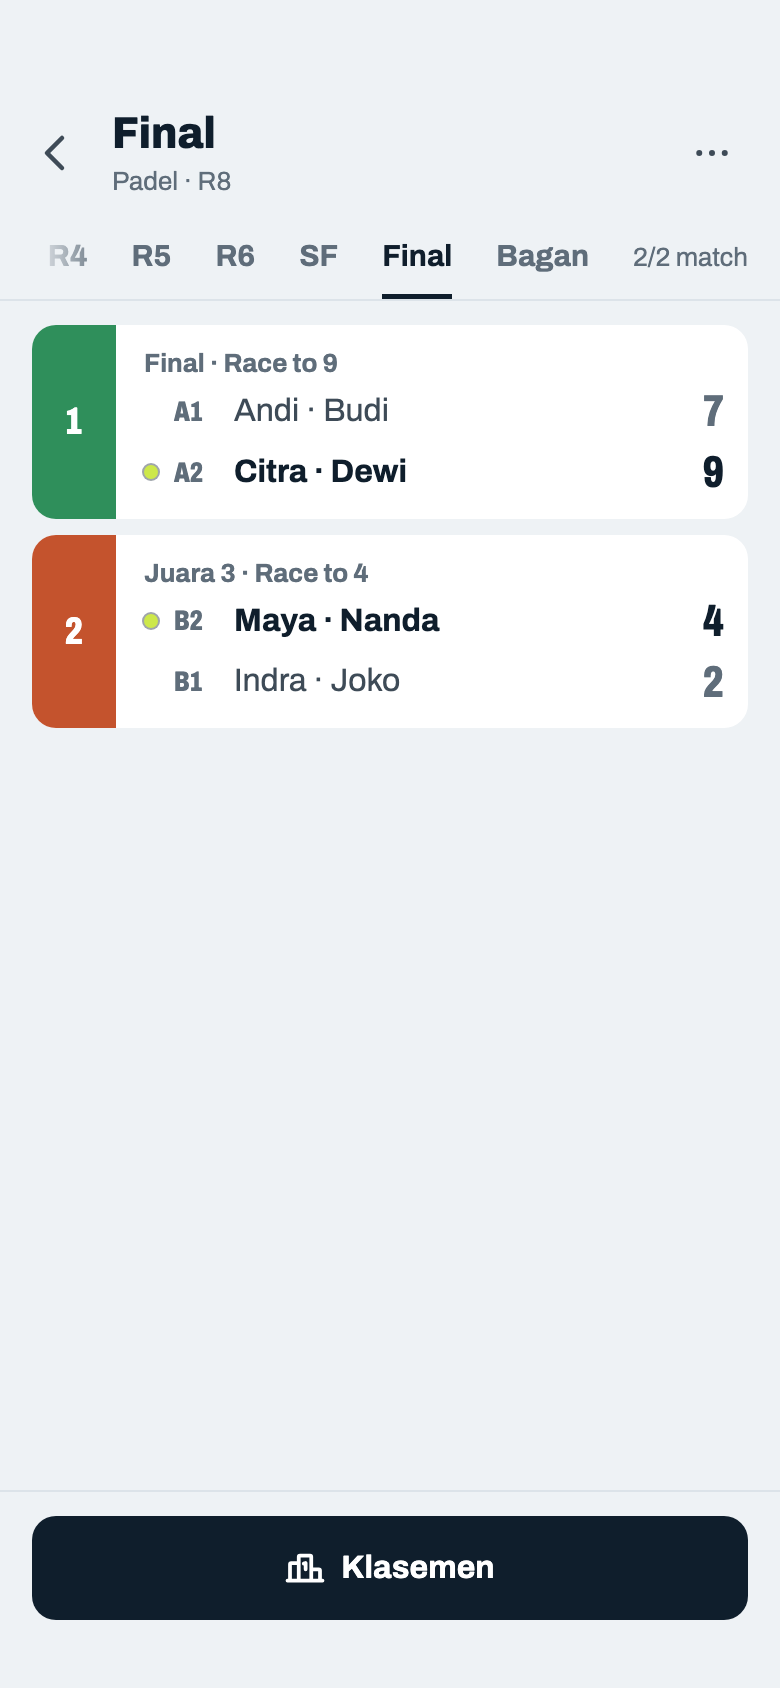 Final
Padel · R8
R4 R5 R6 SF Final Bagan 2/2 match
1
Final · Race to 9
A1 Andi · Budi 7
A2 Citra · Dewi 9
2
Juara 3 · Race to 4
B2 Maya · Nanda 4
B1 Indra · Joko 2
Klasemen